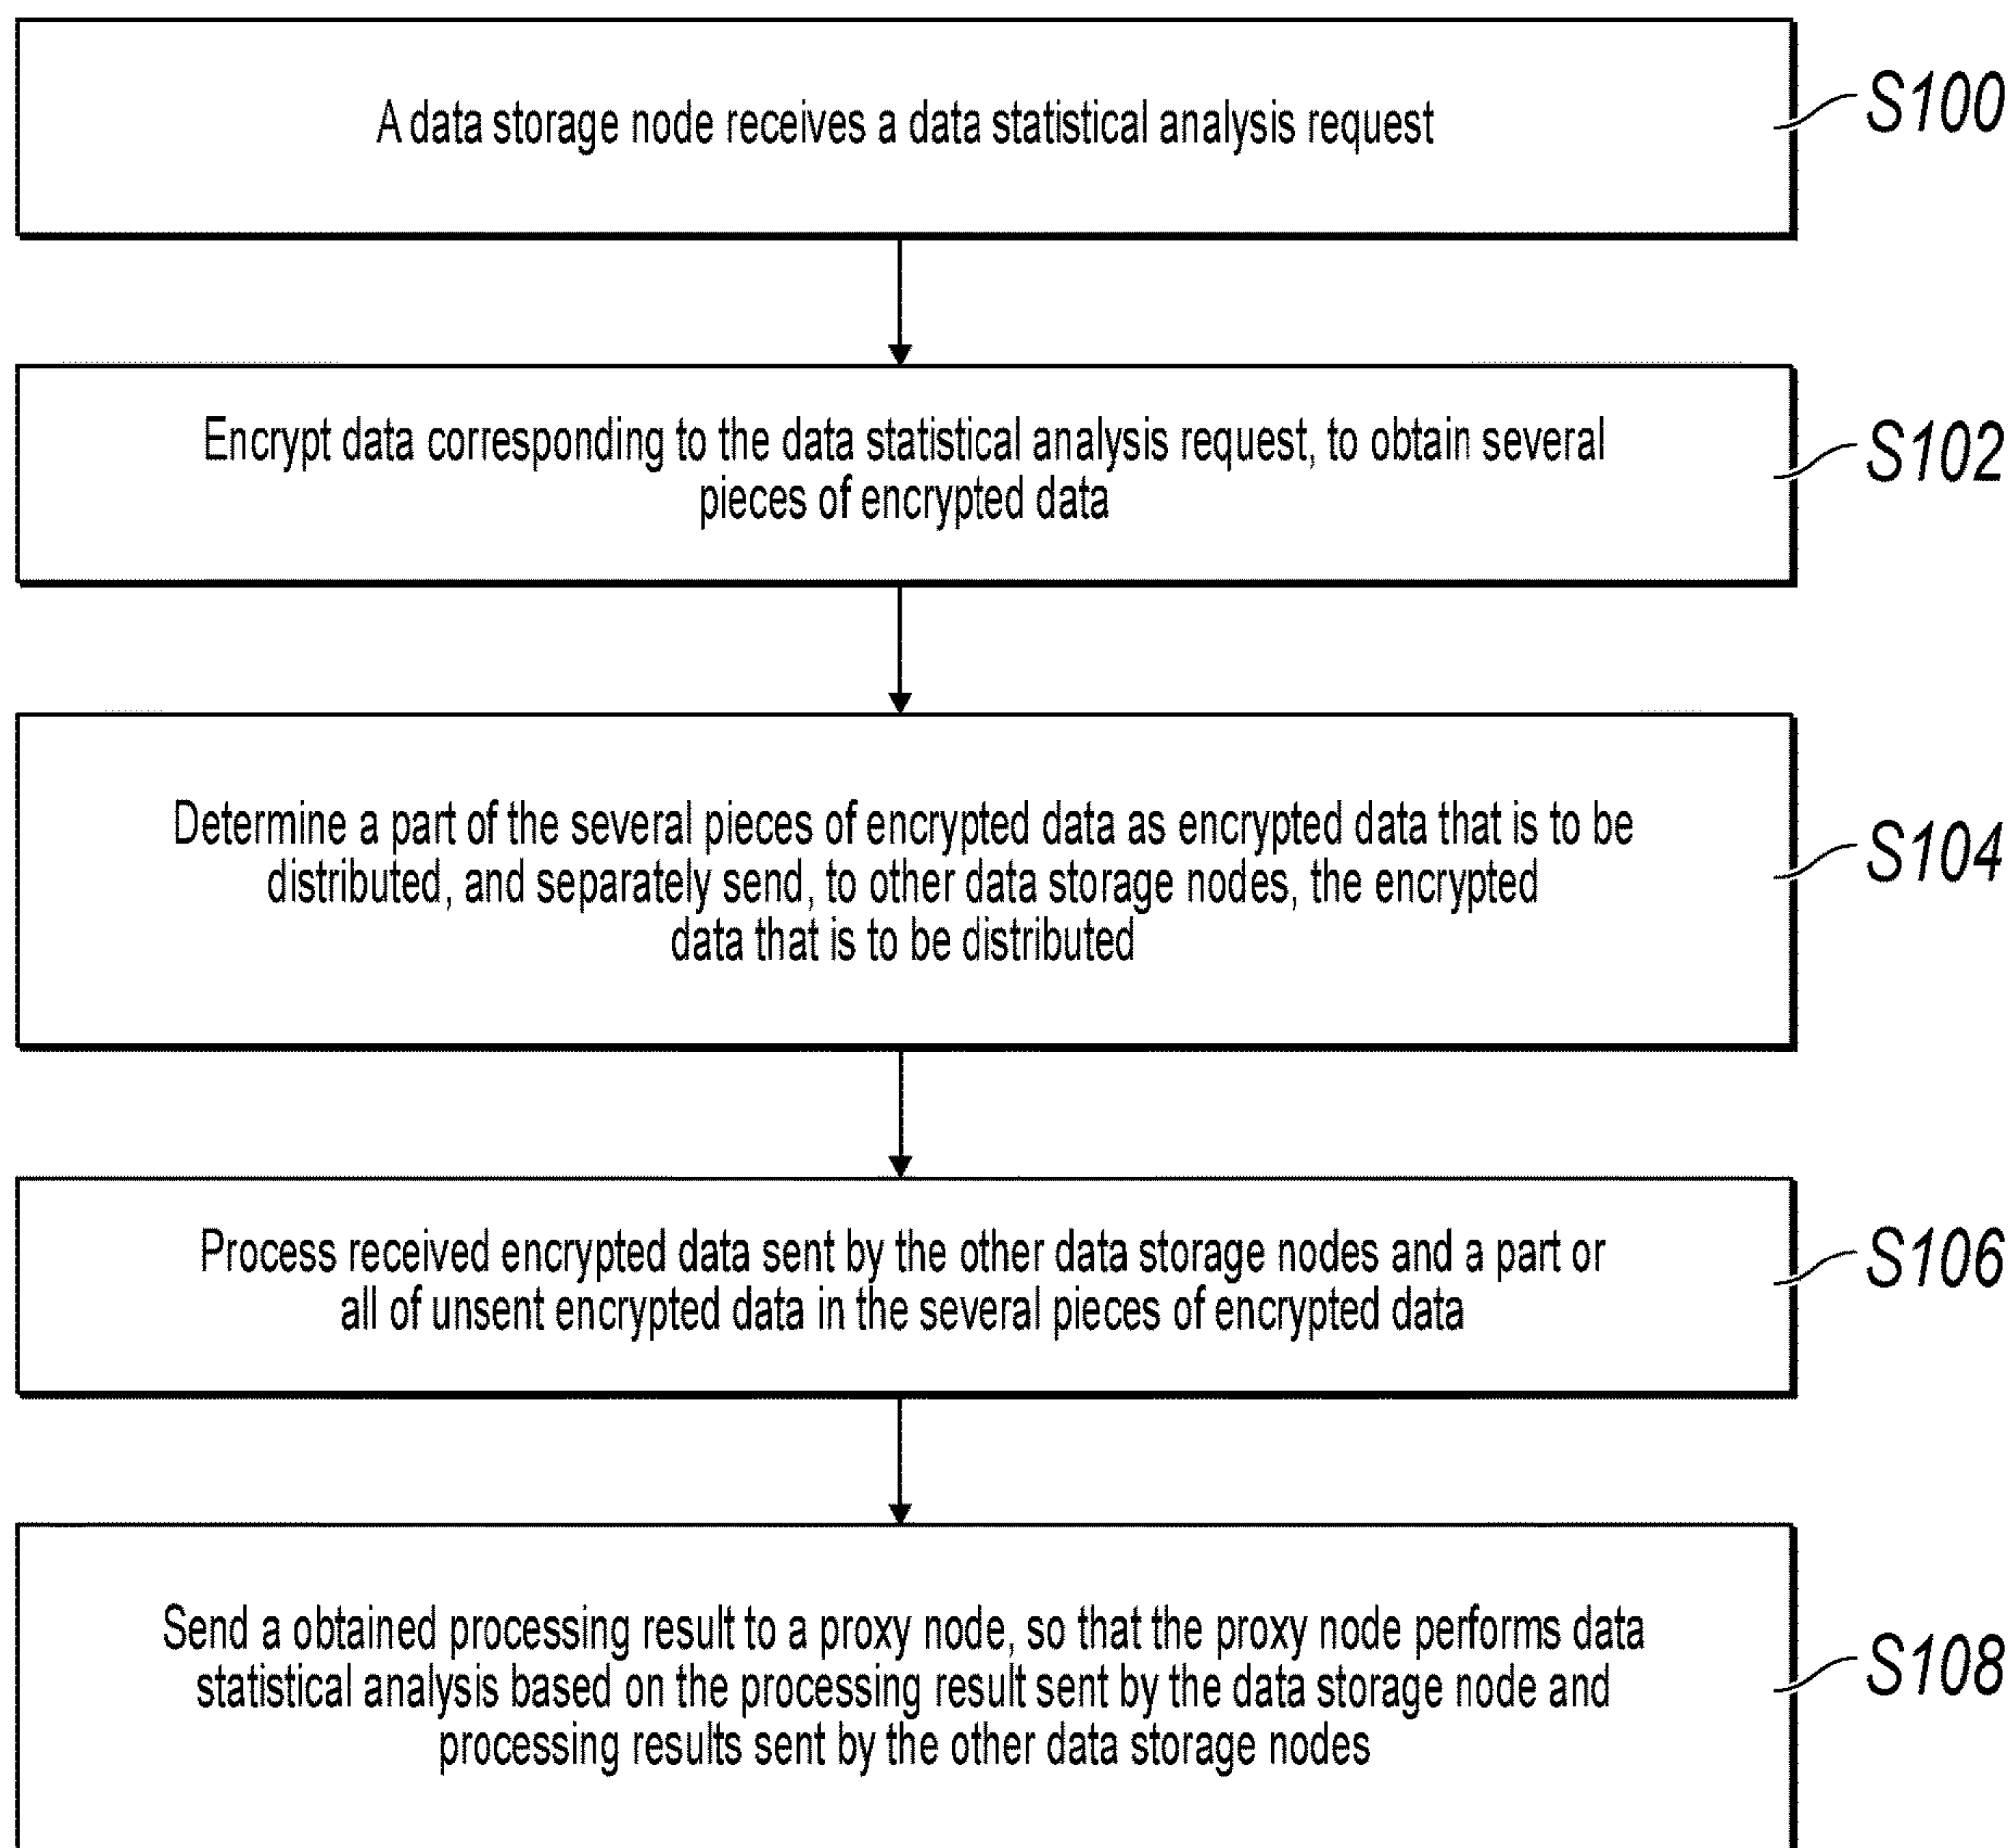 A data storage node receives a data statistical analysis request
S100
Encrypt data corresponding to the data statistical analysis request, to obtain several
pieces of encrypted data
S102
Determine a part of the several pieces of encrypted data as encrypted data that is to be
distributed, and separately send, to other data storage nodes, the encrypted
data that is to be distributed
S104
Process received encrypted data sent by the other data storage nodes and a part or
all of unsent encrypted data in the several pieces of encrypted data
S106
Send a obtained processing result to a proxy node, so that the proxy node performs data
statistical analysis based on the processing result sent by the data storage node and
processing results sent by the other data storage nodes
S108